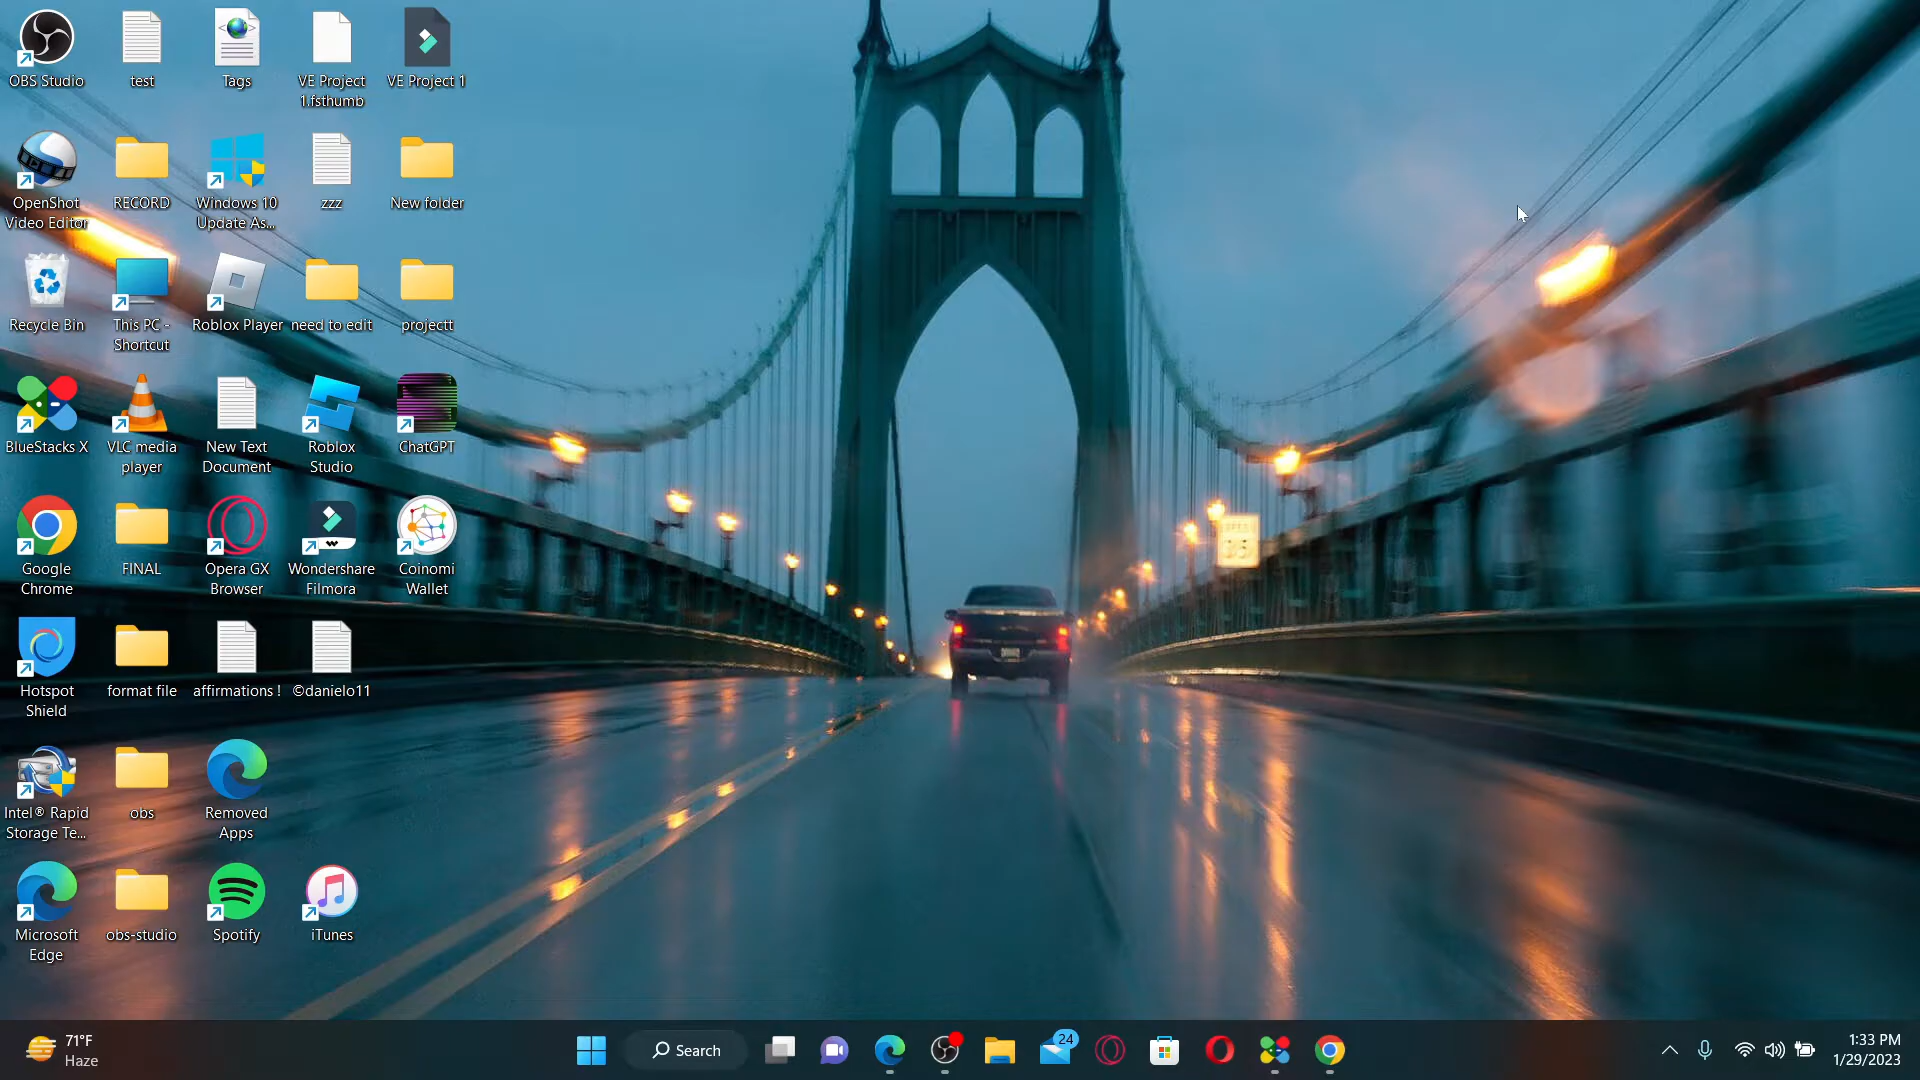 OBS Studio
test
Tags
VE Project
1.fsthumb
VE Project 1
OpenShot
Video Editor
RECORD
Windows 10
Update As...
zzz
New folder
Recycle Bin
This PC -
Shortcut
Roblox Player
need to edit
projectt
BlueStacks X
VLC media
player
New Text
Document
Roblox
Studio
ChatGPT
Google
Chrome
FINAL
Opera GX
Browser
Wondershare
Filmora
Coinomi
Wallet
Hotspot
Shield
format file
affirmations !
©danielo11
Intel® Rapid
Storage Te...
obs
Removed
Apps
Microsoft
Edge
obs-studio
Spotify
iTunes
71°F
Haze
Search
24
1:33 PM
1/29/2023